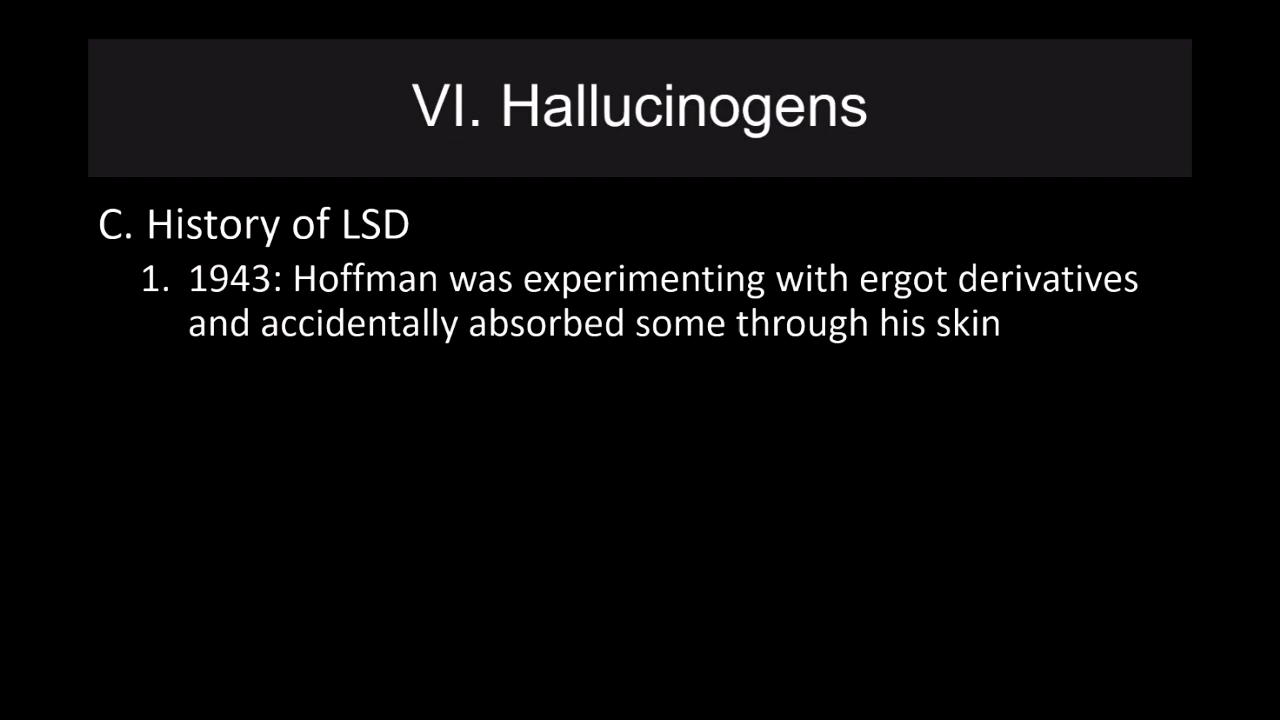 VI. Hallucinogens
C. History of LSD
1. 1943: Hoffman was experimenting with ergot derivatives
and accidentally absorbed some through his skin